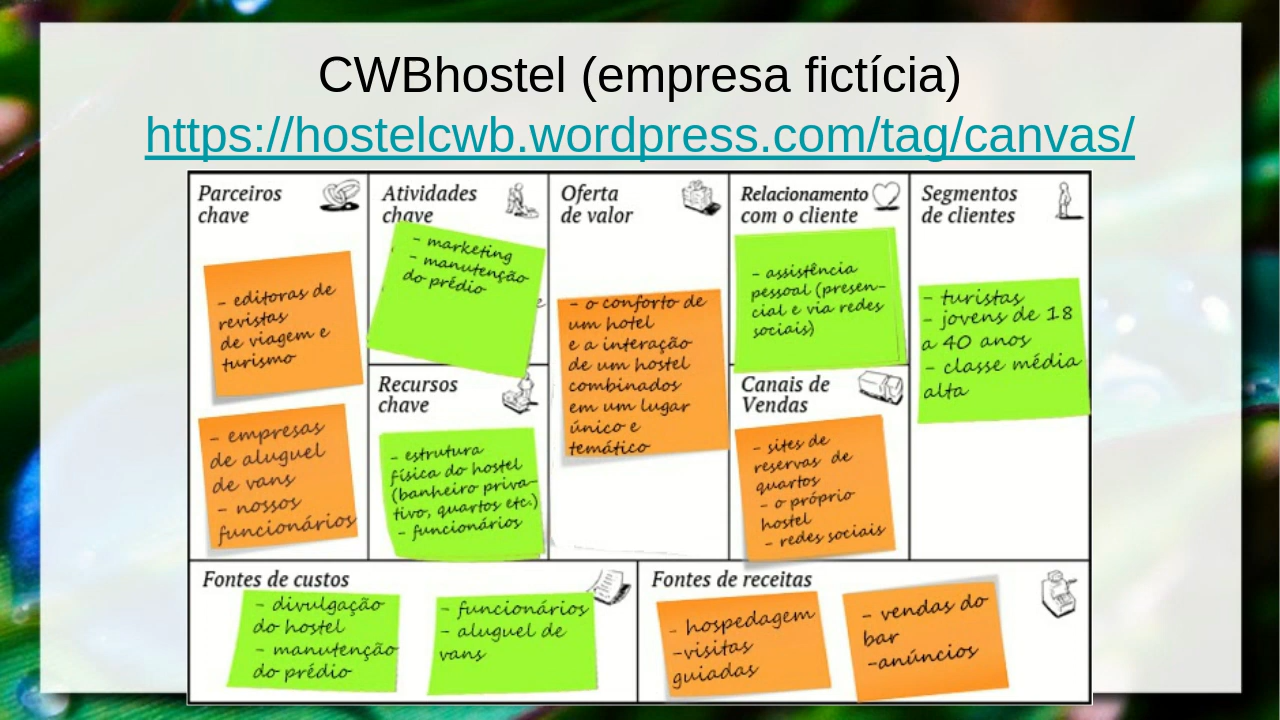 CWBhostel (empresa fictícia)
https://hostelcwb.wordpress.com/tag/canvas/
Parceiros
chave
- editoras de
revistas
de viagem e
turismo
- empresas
de aluguel
de vans
- nossos
funcionários
Atividades
chave
- marketing
- manutenção
do prédio
Recursos
chave
- estrutura
física do hostel
(banheiro priva-
tivo, quartos etc.)
- funcionários
Oferta
de valor
- o conforto de
um hotel
e a interação
de um hostel
combinados
em um lugar
único e
temático
Relacionamento
com o cliente
- assistência
pessoal (presen-
cial e via redes
sociais)
Canais de
Vendas
- sites de
reservas de
quartos
- o próprio
hostel
- redes sociais
Segmentos
de clientes
- turistas
- jovens de 18
a 40 anos
- classe média
alta
Fontes de custos
- divulgação
do hostel
- manutenção
do prédio
- funcionários
- aluguel de
vans
Fontes de receitas
- hospedagem
-visitas
guiadas
- vendas do
bar
-anúncios